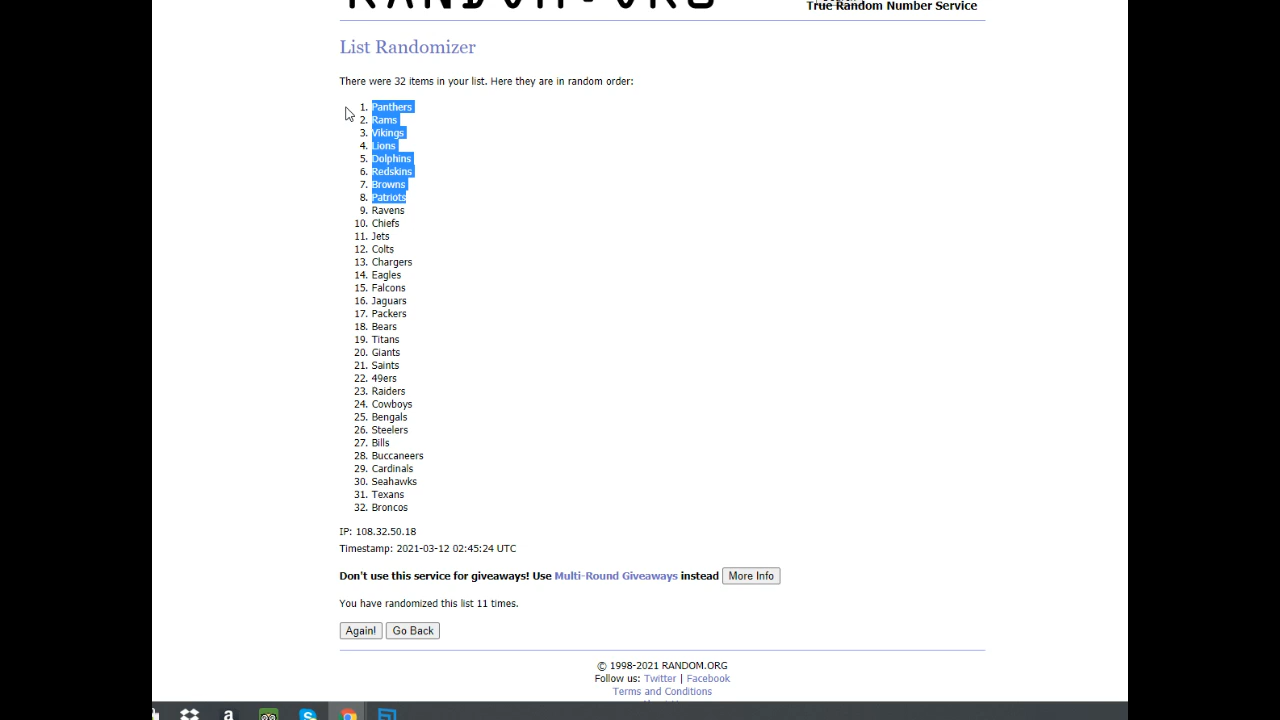 RANDOM.ORG
True Random Number Service
List Randomizer
There were 32 items in your list. Here they are in random order:
1. Panthers
2. Rams
3. Vikings
4. Lions
5. Dolphins
6. Redskins
7. Browns
8. Patriots
9. Ravens
10. Chiefs
11. Jets
12. Colts
13. Chargers
14. Eagles
15. Falcons
16. Jaguars
17. Packers
18. Bears
19. Titans
20. Giants
21. Saints
22. 49ers
23. Raiders
24. Cowboys
25. Bengals
26. Steelers
27. Bills
28. Buccaneers
29. Cardinals
30. Seahawks
31. Texans
32. Broncos
IP: 108.32.50.18
Timestamp: 2021-03-12 02:45:24 UTC
Don't use this service for giveaways! Use Multi-Round Giveaways instead More Info
You have randomized this list 11 times.
Again! Go Back
© 1998-2021 RANDOM.ORG
Follow us: Twitter | Facebook
Terms and Conditions